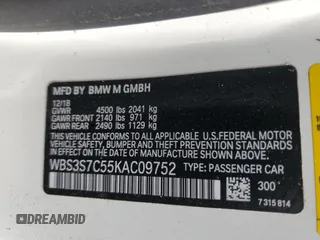 MFD BY BMW M GMBH
12/18
GVWR 4500 lbs 2041 kg
GAWR FRONT 2140 lbs 971 kg
GAWR REAR 2490 lbs 1129 kg
THIS VEHICLE CONFORMS TO ALL APPLICABLE
U.S. FEDERAL MOTOR
VEHICLE SAFETY, BUMPER, AND THEFT PREVENTION
STANDARDS IN EFFECT ON THE DATE OF
MANUFACTURE SHOWN ABOVE.
WBS3S7C55KAC09752 TYPE: PASSENGER CAR
300
7 315 814
DREAMBID